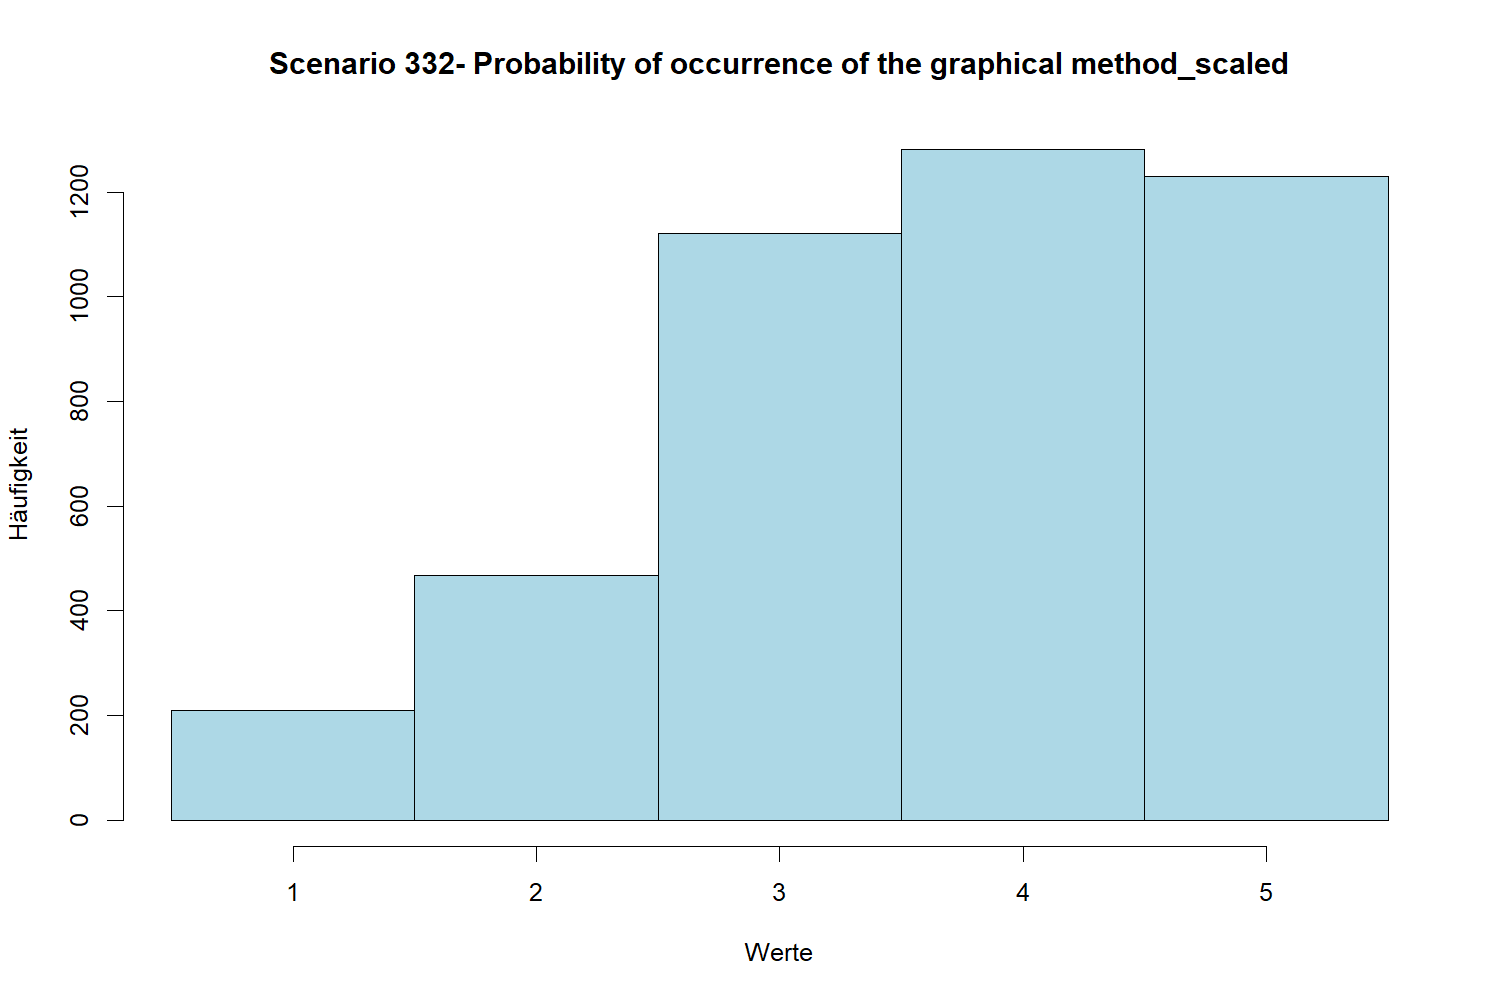 Scenario 332- Probability of occurrence of the graphical method_scaled
Häufigkeit
1200
1000
800
600
400
200
0
1 2 3 4 5
Werte